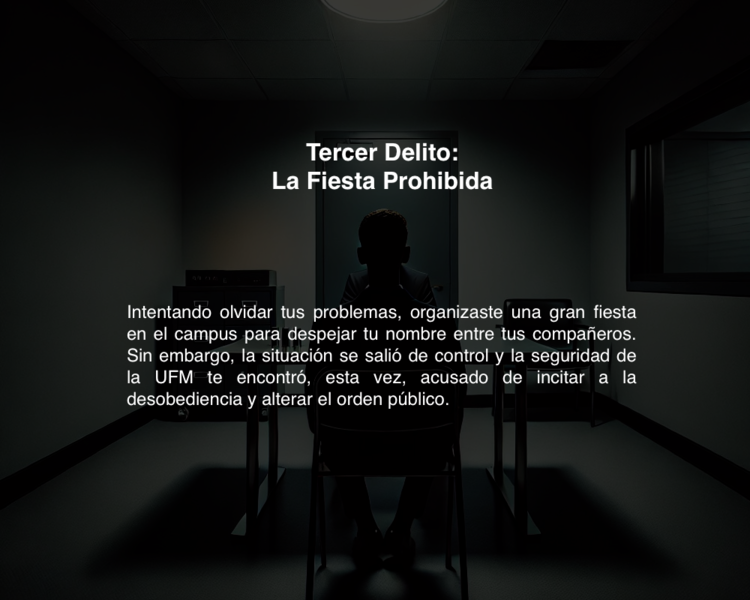 Tercer Delito:
La Fiesta Prohibida
Intentando olvidar tus problemas, organizaste una gran fiesta
en el campus para despejar tu nombre entre tus compañeros.
Sin embargo, la situación se salió de control y la seguridad de
la UFM te encontró, esta vez, acusado de incitar a la
desobediencia y alterar el orden público.